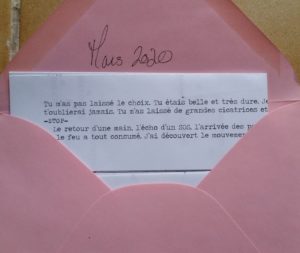 Mars 2020
Tu m'as pas laissé le choix. Tu étais belle et très dure. Je
t'oublierai jamais. Tu m'as laissé de grandes cicatrices et
-STOP-
Le retour d'une main, l'écho d'un SOS, l'arrivée des
le feu a tout consumé. J'ai découvert le